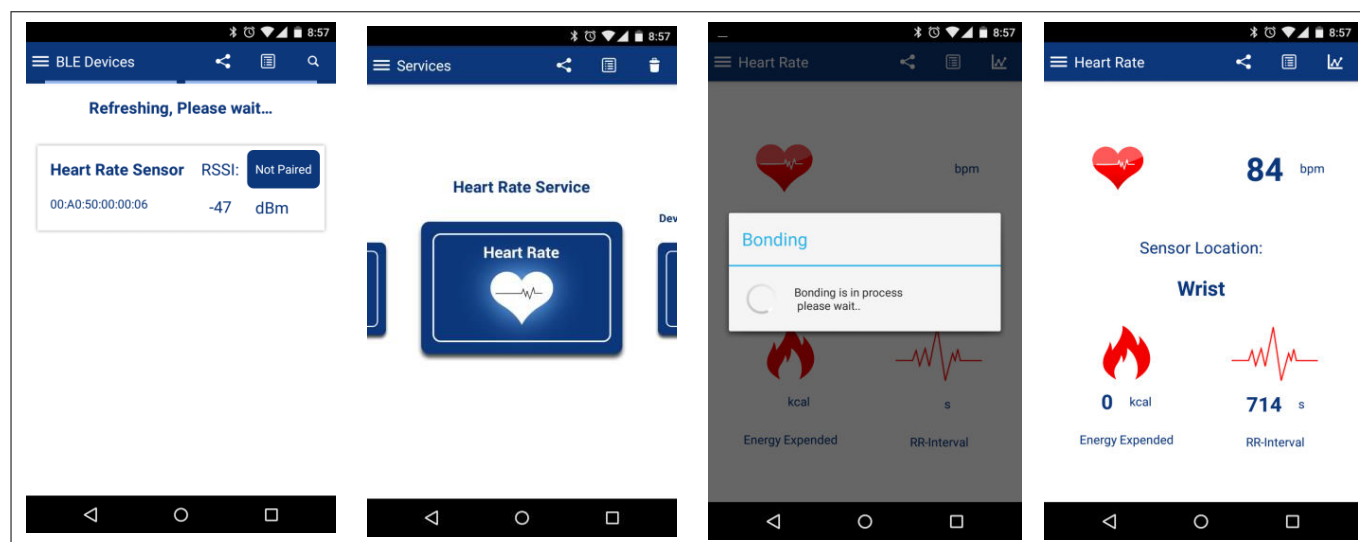 8:57
BLE Devices
Refreshing, Please wait...
Heart Rate Sensor RSSI: Not Paired
00:A0:50:00:00:06 -47 dBm
8:57
Services
Heart Rate Service
Dev
Heart Rate
8:57
Heart Rate
bpm
Bonding
Bonding is in process
please wait..
kcal s
Energy Expended RR-Interval
8:57
Heart Rate
84 bpm
Sensor Location:
Wrist
0 kcal 714 s
Energy Expended RR-Interval